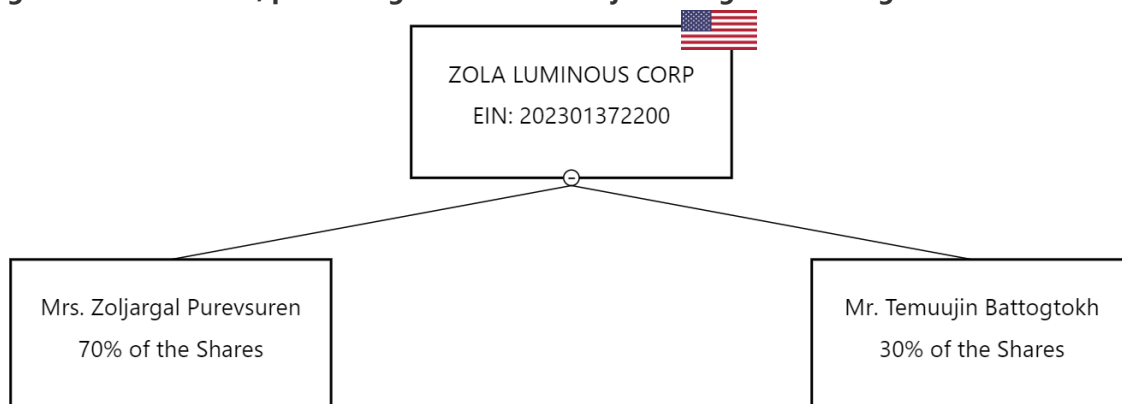 ZOLA LUMINOUS CORP
EIN: 202301372200
Mrs. Zoljargal Purevsuren
70% of the Shares
Mr. Temuujin Battogtokh
30% of the Shares